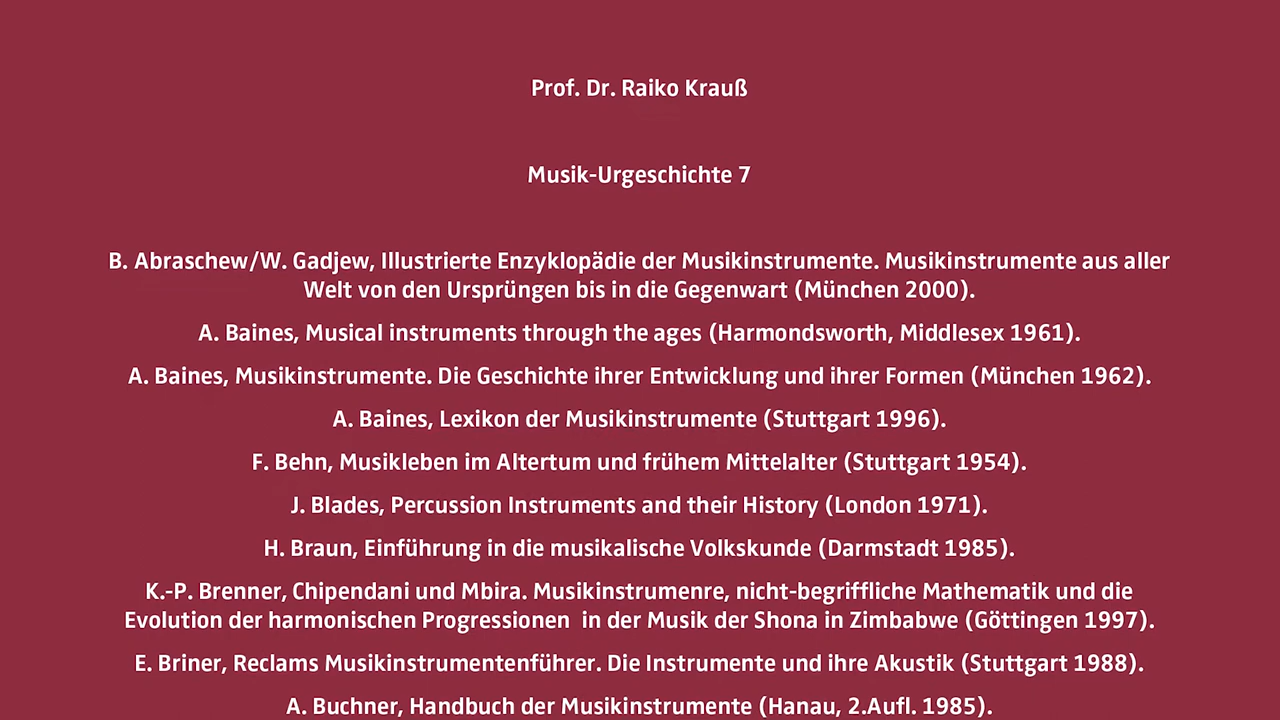 Prof. Dr. Raiko Krauß
Musik-Urgeschichte 7
B. Abraschew/W. Gadjew, Illustrierte Enzyklopädie der Musikinstrumente. Musikinstrumente aus aller
Welt von den Ursprüngen bis in die Gegenwart (München 2000).
A. Baines, Musical instruments through the ages (Harmondsworth, Middlesex 1961).
A. Baines, Musikinstrumente. Die Geschichte ihrer Entwicklung und ihrer Formen (München 1962).
A. Baines, Lexikon der Musikinstrumente (Stuttgart 1996).
F. Behn, Musikleben im Altertum und frühem Mittelalter (Stuttgart 1954).
J. Blades, Percussion Instruments and their History (London 1971).
H. Braun, Einführung in die musikalische Volkskunde (Darmstadt 1985).
K.-P. Brenner, Chipendani und Mbira. Musikinstrumenre, nicht-begriffliche Mathematik und die
Evolution der harmonischen Progressionen  in der Musik der Shona in Zimbabwe (Göttingen 1997).
E. Briner, Reclams Musikinstrumentenführer. Die Instrumente und ihre Akustik (Stuttgart 1988).
A. Buchner, Handbuch der Musikinstrumente (Hanau, 2.Aufl. 1985).